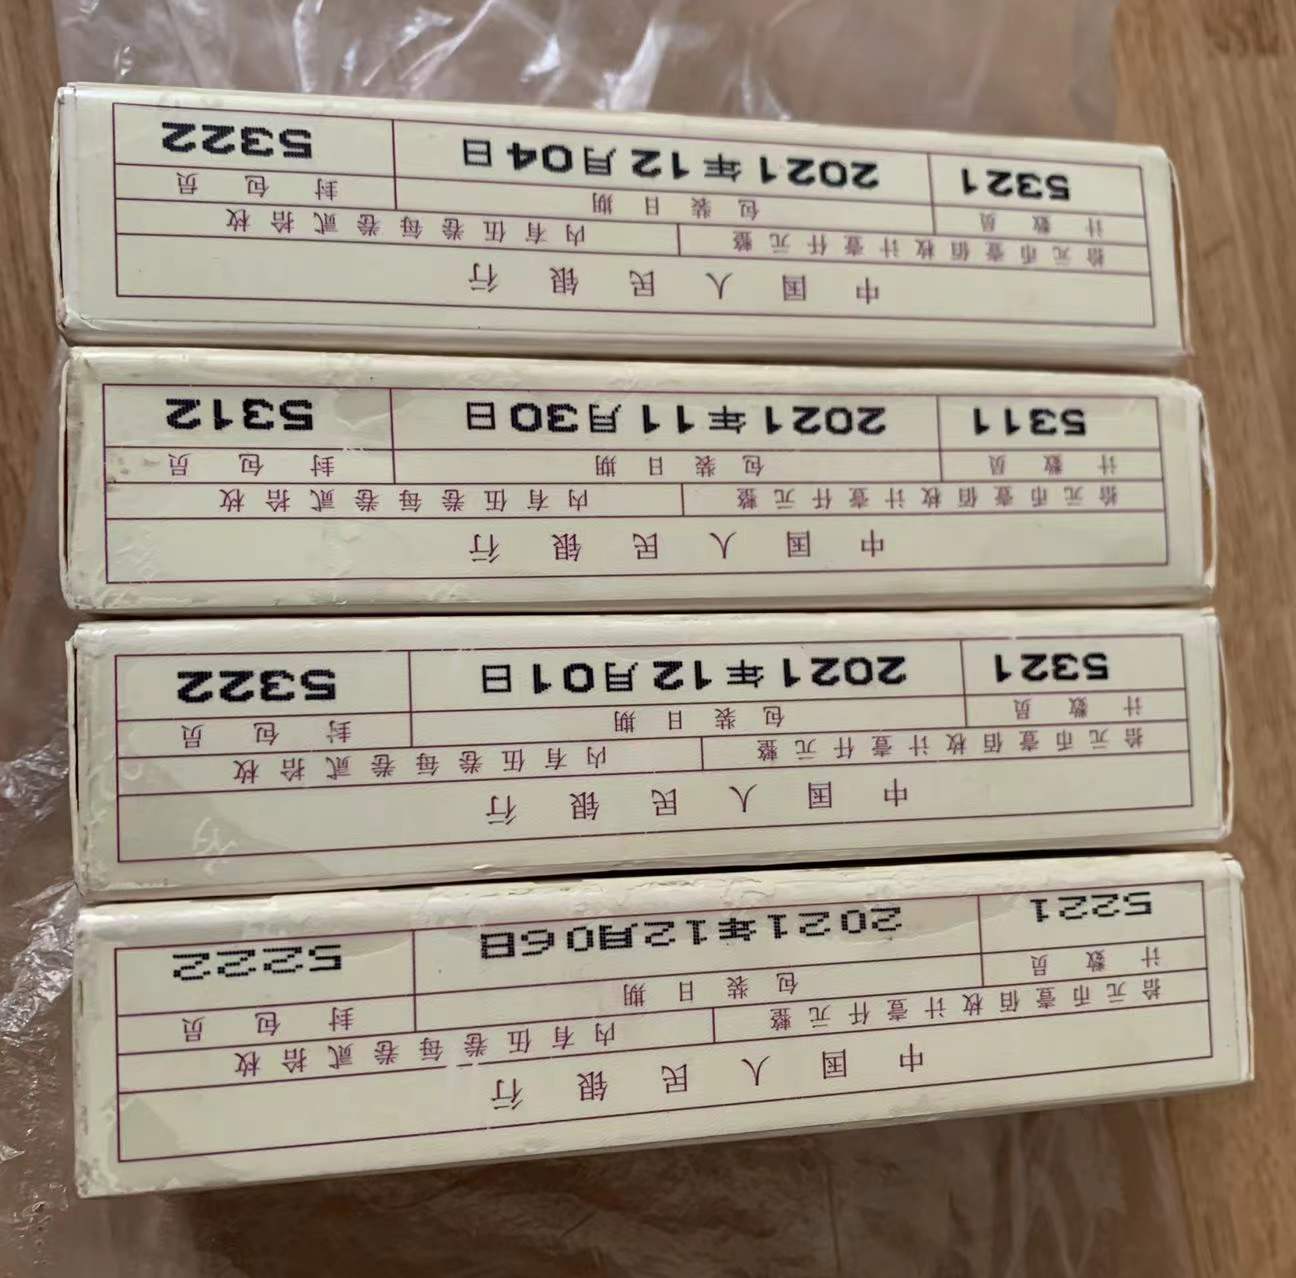 中国人民银行
拾元币壹佰枚计壹仟元整 内有伍卷每卷贰拾枚
计数员 包装日期 封包员
5221 2021年12月06日 5222
中国人民银行
拾元币壹佰枚计壹仟元整 内有伍卷每卷贰拾枚
计数员 包装日期 封包员
5321 2021年12月01日 5322
中国人民银行
拾元币壹佰枚计壹仟元整 内有伍卷每卷贰拾枚
计数员 包装日期 封包员
5311 2021年11月30日 5312
中国人民银行
拾元币壹佰枚计壹仟元整 内有伍卷每卷贰拾枚
计数员 包装日期 封包员
5321 2021年12月04日 5322